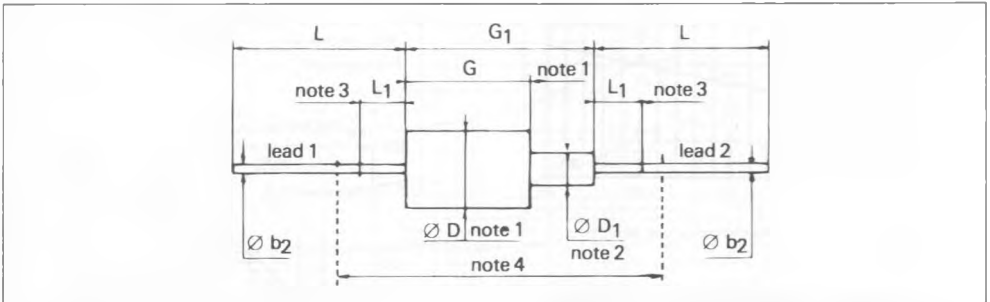 L G₁ L
G note 1
note 3 L₁ L₁ note 3
lead 1 lead 2
∅ D note 1 ∅ D₁
∅ b₂ note 2 ∅ b₂
note 4